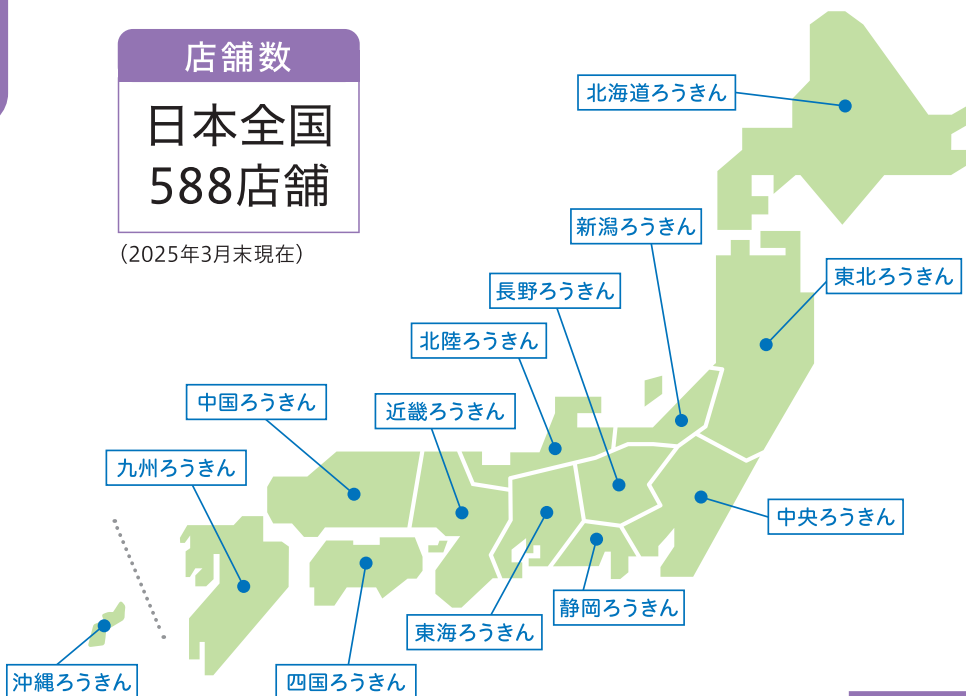 店舗数
日本全国
588店舗
(2025年3月末現在)
北海道ろうきん
新潟ろうきん
東北ろうきん
長野ろうきん
北陸ろうきん
中国ろうきん
近畿ろうきん
九州ろうきん
中央ろうきん
静岡ろうきん
東海ろうきん
沖縄ろうきん
四国ろうきん